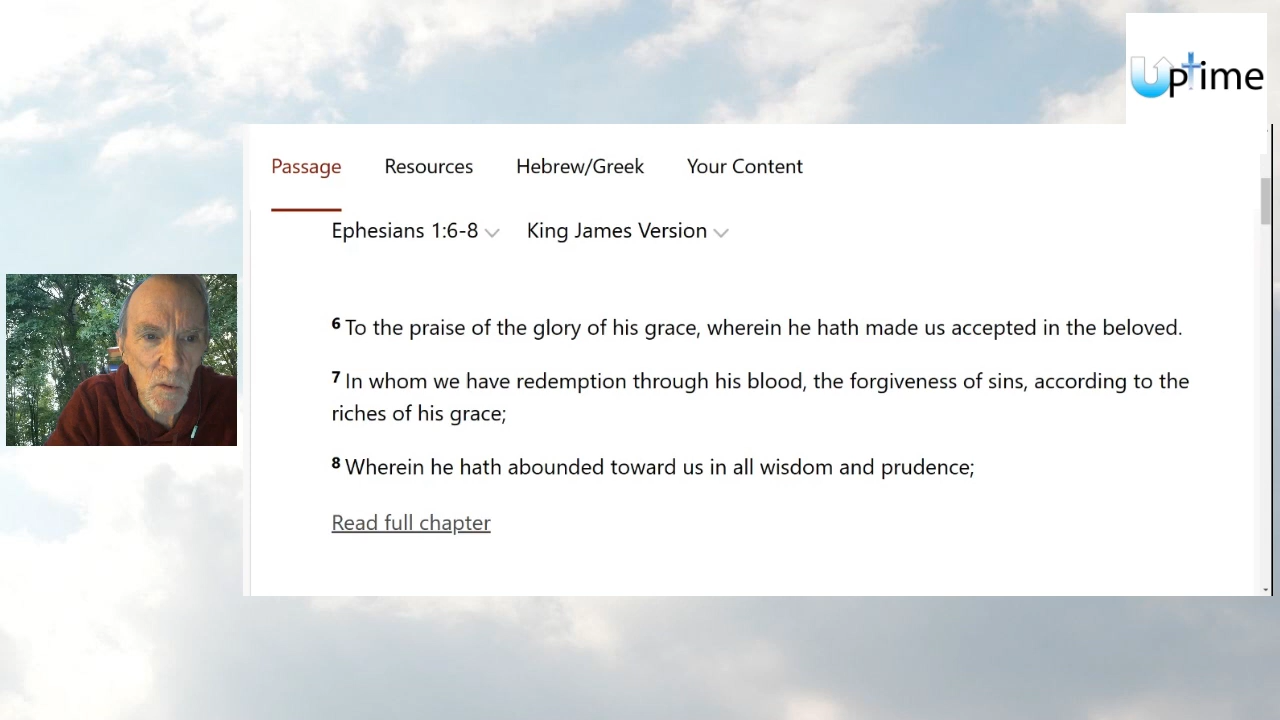 Uptime
Passage Resources Hebrew/Greek Your Content
Ephesians 1:6-8 King James Version
6 To the praise of the glory of his grace, wherein he hath made us accepted in the beloved.
7 In whom we have redemption through his blood, the forgiveness of sins, according to the
riches of his grace;
8 Wherein he hath abounded toward us in all wisdom and prudence;
Read full chapter